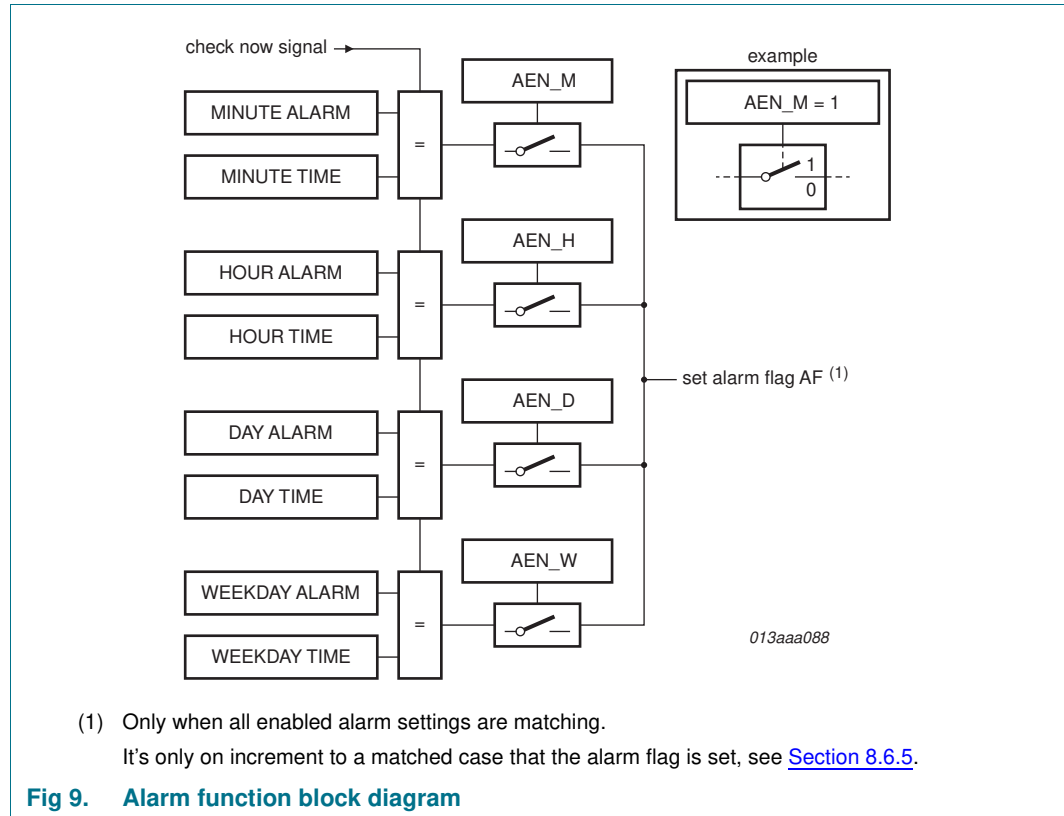 check now signal
example
AEN_M
AEN_M = 1
MINUTE ALARM
=
1
MINUTE TIME
0
AEN_H
HOUR ALARM
=
HOUR TIME
set alarm flag AF (1)
AEN_D
DAY ALARM
=
DAY TIME
AEN_W
WEEKDAY ALARM
=
013aaa088
WEEKDAY TIME
(1) Only when all enabled alarm settings are matching.
It's only on increment to a matched case that the alarm flag is set, see Section 8.6.5.
Fig 9. Alarm function block diagram